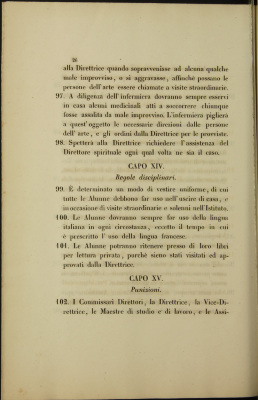 26
alla Direttrice quando sopravvenisse ad alcuna qualche
male improvviso, o si aggravasse, affinchè possano le
persone dell'arte essere chiamate a visite straordinarie.
97. A diligenza dell'infermiera dovranno sempre esservi
in casa alcuni medicinali atti a soccorrere chiunque
fosse assalita da male improvviso. L'infermiera piglierà
a quest'oggetto le necessarie direzioni dalle persone
dell'arte, e gli ordini dalla Direttrice per le provviste.
98. Spetterà alla Direttrice richiedere l'assistenza del
Direttore spirituale ogni qual volta ne sia il caso.
CAPO XIV.
Regole disciplinari.
99. È determinato un modo di vestire uniforme, di cui
tutte le Alunne debbono far uso nell'uscire di casa, e
in occasione di visite straordinarie e solenni nell'Istituto.
100. Le Alunne dovranno sempre far uso della lingua
italiana in ogni circostanza, eccetto il tempo in cui
è prescritto l'uso della lingua francese.
101. Le Alunne potranno ritenere presso di loro libri
per lettura privata, purchè sieno stati visitati ed ap-
provati dalla Direttrice.
CAPO XV.
Punizioni.
102. I Commissari Direttori, la Direttrice, la Vice-Di-
rettrice, le Maestre di studio e di lavoro, e le Assi-